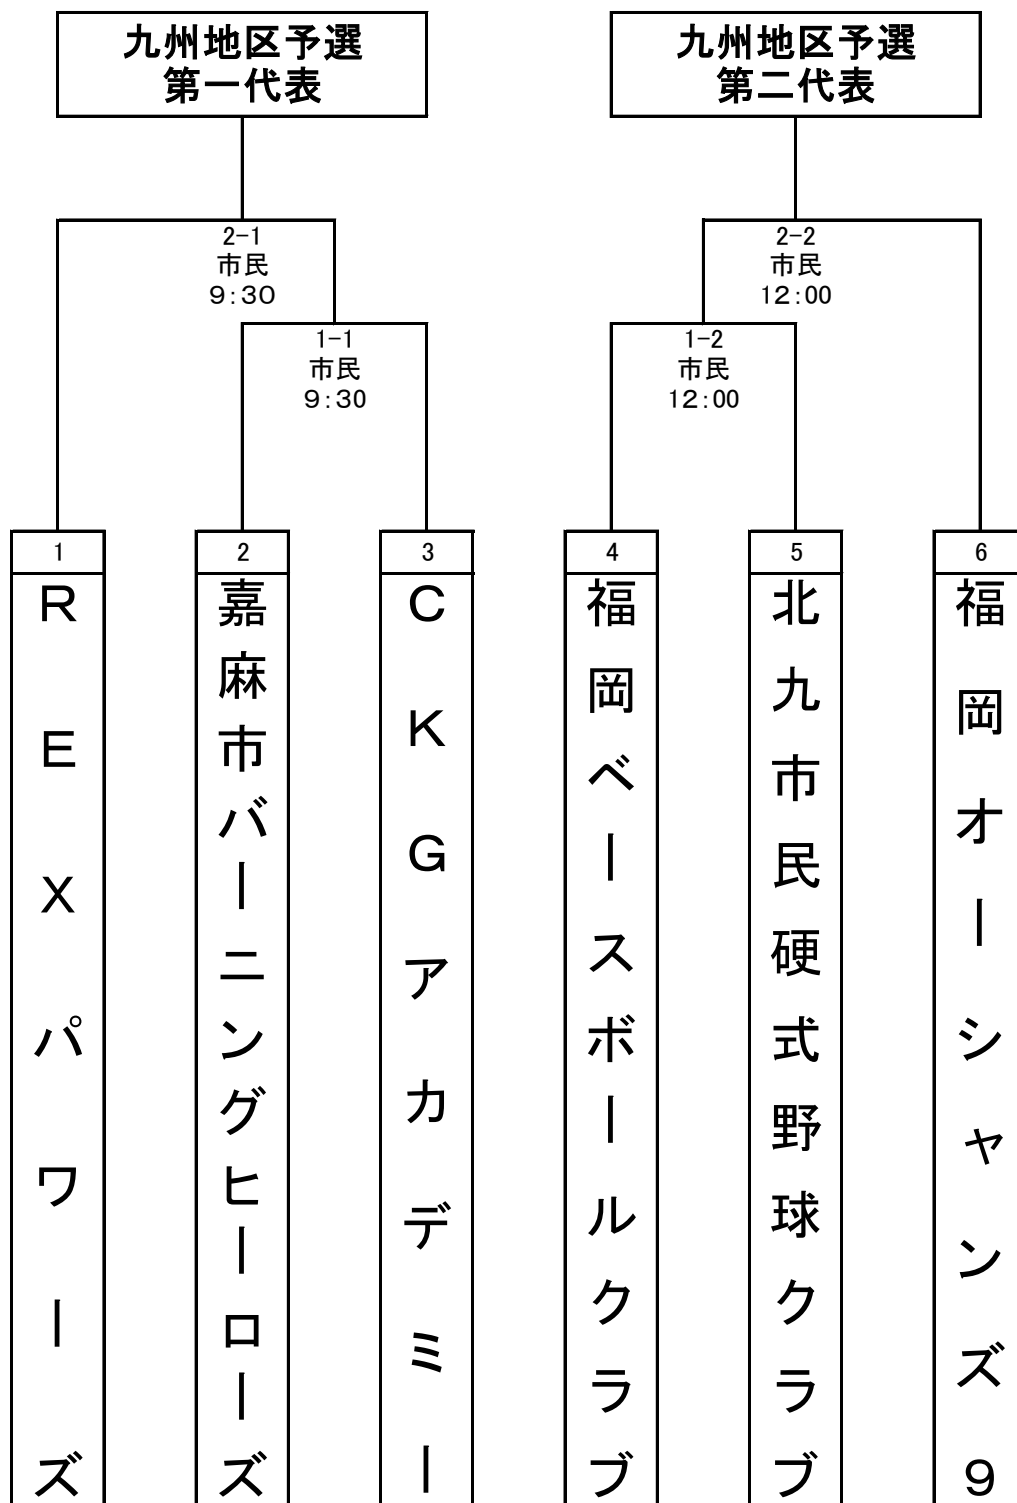 九州地区予選
第一代表
九州地区予選
第二代表
2-1
市民
９:３０
2-2
市民
12:00
1-1
市民
９:30
1-2
市民
12:00
1
ＲＥＸパワーズ
2
嘉麻市バーニングヒーローズ
3
ＣＫＧアカデミー
4
福岡ベースボールクラブ
5
北九市民硬式野球クラブ
6
福岡オーシャンズ９